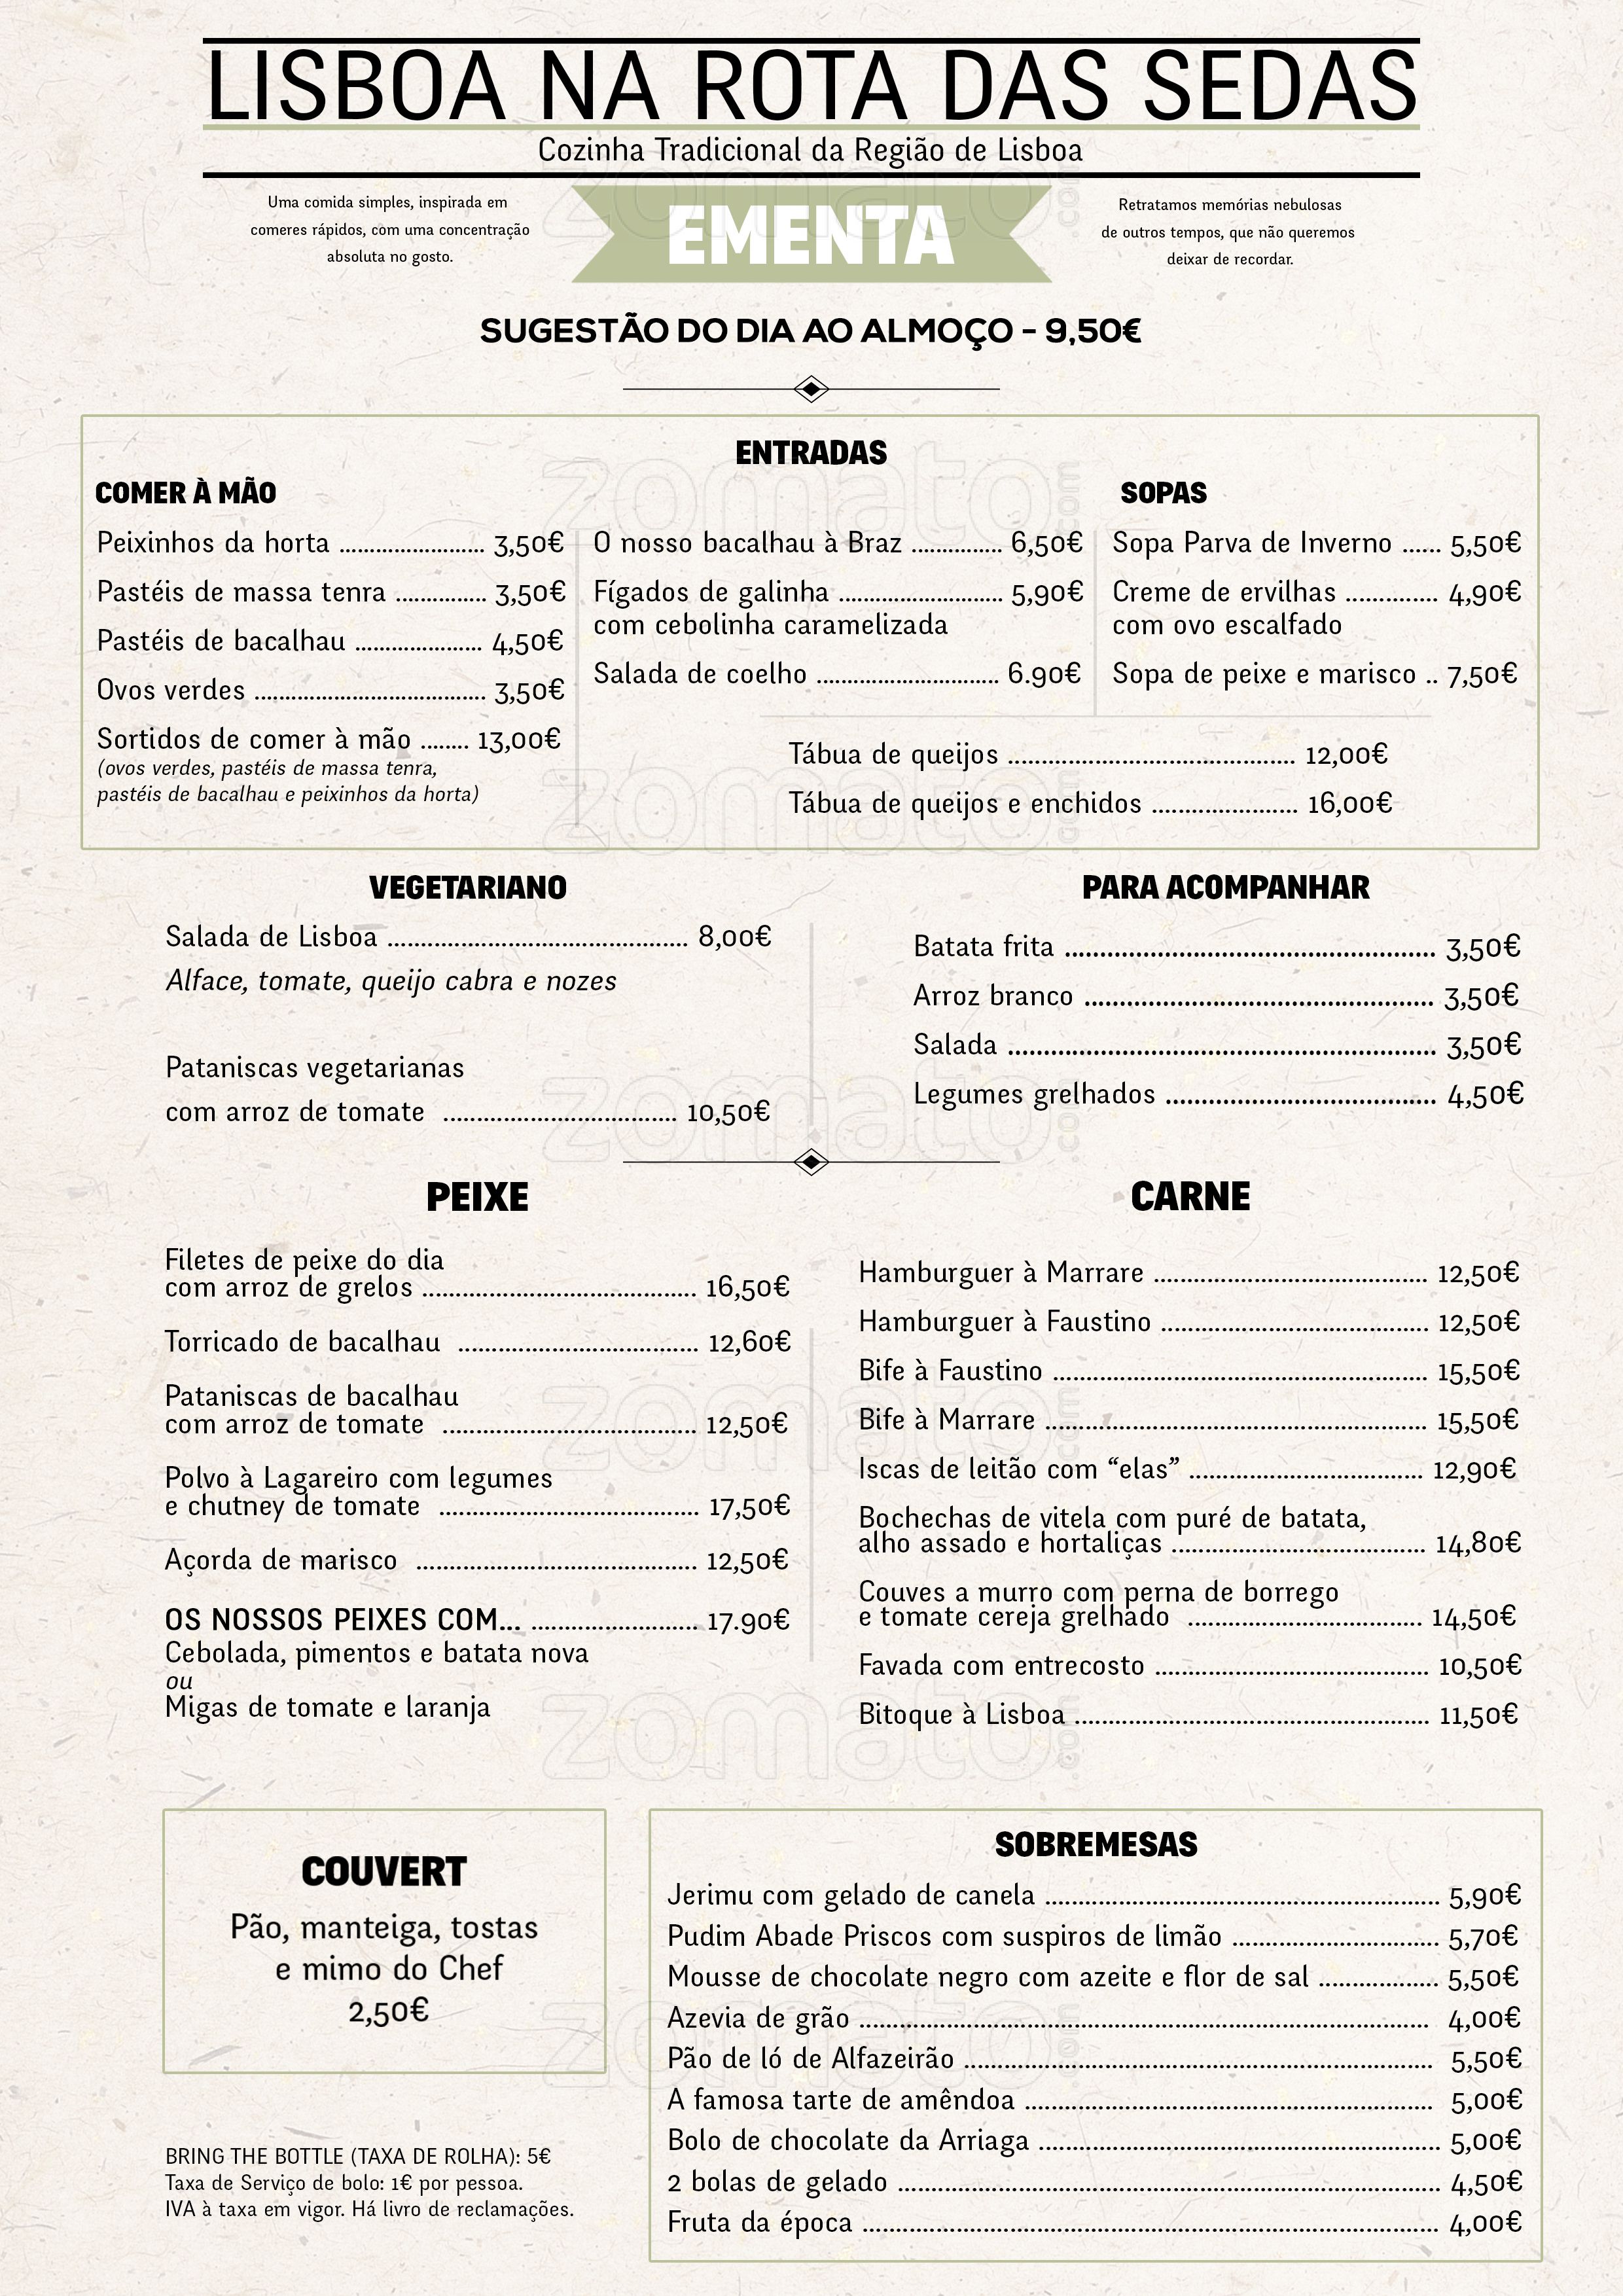 LISBOA NA ROTA DAS SEDAS
Cozinha Tradicional da Região de Lisboa
Uma comida simples, inspirada em
comeres rápidos, com uma concentração
absoluta no gosto.
EMENTA
Retratamos memórias nebulosas
de outros tempos, que não queremos
deixar de recordar.
SUGESTÃO DO DIA AO ALMOÇO - 9,50€
ENTRADAS
COMER À MÃO
Peixinhos da horta ........................ 3,50€
Pastéis de massa tenra ............... 3,50€
Pastéis de bacalhau ..................... 4,50€
Ovos verdes ...................................... 3,50€
Sortidos de comer à mão ........ 13,00€
(ovos verdes, pastéis de massa tenra,
pastéis de bacalhau e peixinhos da horta)
O nosso bacalhau à Braz ............... 6,50€
Fígados de galinha ........................... 5,90€
com cebolinha caramelizada
Salada de coelho .............................. 6.90€
SOPAS
Sopa Parva de Inverno ...... 5,50€
Creme de ervilhas ............... 4,90€
com ovo escalfado
Sopa de peixe e marisco .. 7,50€
Tábua de queijos ............................................... 12,00€
Tábua de queijos e enchidos ........................ 16,00€
VEGETARIANO
Salada de Lisboa ............................................. 8,00€
Alface, tomate, queijo cabra e nozes
Pataniscas vegetarianas
com arroz de tomate ................................... 10,50€
PARA ACOMPANHAR
Batata frita .................................................... 3,50€
Arroz branco ................................................. 3,50€
Salada ............................................................ 3,50€
Legumes grelhados ...................................... 4,50€
PEIXE
Filetes de peixe do dia
com arroz de grelos ......................................... 16,50€
Torricado de bacalhau .................................... 12,60€
Pataniscas de bacalhau
com arroz de tomate ...................................... 12,50€
Polvo à Lagareiro com legumes
e chutney de tomate ...................................... 17,50€
Açorda de marisco .......................................... 12,50€
OS NOSSOS PEIXES COM... ......................... 17.90€
Cebolada, pimentos e batata nova
ou
Migas de tomate e laranja
CARNE
Hamburguer à Marrare ......................................... 12,50€
Hamburguer à Faustino ........................................ 12,50€
Bife à Faustino ........................................................ 15,50€
Bife à Marrare ......................................................... 15,50€
Iscas de leitão com “elas” ................................... 12,90€
Bochechas de vitela com puré de batata,
alho assado e hortaliças ...................................... 14,80€
Couves a murro com perna de borrego
e tomate cereja grelhado ................................... 14,50€
Favada com entrecosto ......................................... 10,50€
Bitoque à Lisboa ..................................................... 11,50€
COUVERT
Pão, manteiga, tostas
e mimo do Chef
2,50€
BRING THE BOTTLE (TAXA DE ROLHA): 5€
Taxa de Serviço de bolo: 1€ por pessoa.
IVA à taxa em vigor. Há livro de reclamações.
SOBREMESAS
Jerimu com gelado de canela ........................................................... 5,90€
Pudim Abade Priscos com suspiros de limão ............................... 5,70€
Mousse de chocolate negro com azeite e flor de sal .................. 5,50€
Azevia de grão ..................................................................................... 4,00€
Pão de ló de Alfazeirão ...................................................................... 5,50€
A famosa tarte de amêndoa ............................................................. 5,00€
Bolo de chocolate da Arriaga ............................................................ 5,00€
2 bolas de gelado ................................................................................. 4,50€
Fruta da época ...................................................................................... 4,00€
zomato.com
zomato.com
zomato.com
zomato.com
zomato.com
zomato.com
zomato.com